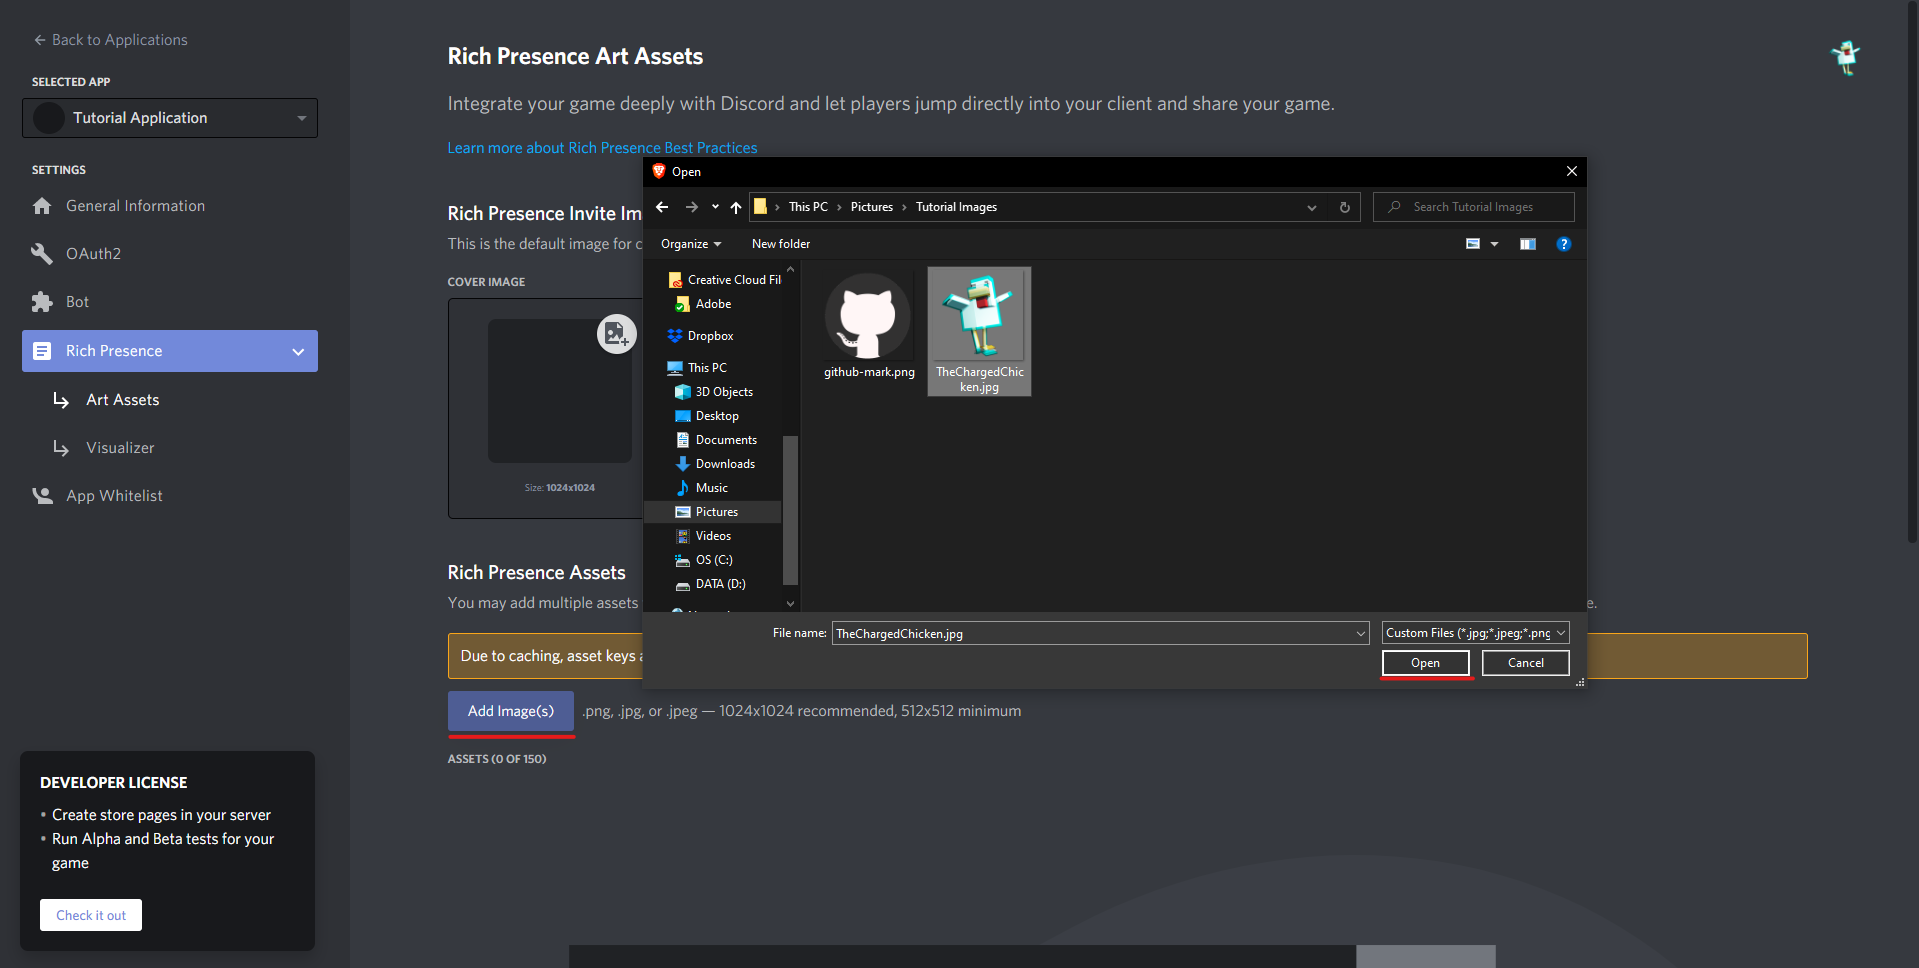 Back to Applications
SELECTED APP
Tutorial Application
SETTINGS
General Information
OAuth2
Bot
Rich Presence
Art Assets
Visualizer
App Whitelist
DEVELOPER LICENSE
• Create store pages in your server
• Run Alpha and Beta tests for your
game
Check it out
Rich Presence Art Assets
Integrate your game deeply with Discord and let players jump directly into your client and share your game.
Learn more about Rich Presence Best Practices
Rich Presence Invite Im
This is the default image for c
COVER IMAGE
Size: 1024x1024
Rich Presence Assets
You may add multiple assets
e.
Due to caching, asset keys a
Add Image(s)
.png, .jpg, or .jpeg — 1024x1024 recommended, 512x512 minimum
ASSETS (0 OF 150)
Open
This PC › Pictures › Tutorial Images
Search Tutorial Images
Organize
New folder
Creative Cloud Fil
Adobe
Dropbox
This PC
3D Objects
Desktop
Documents
Downloads
Music
Pictures
Videos
OS (C:)
DATA (D:)
github-mark.png
TheChargedChic
ken.jpg
File name:
TheChargedChicken.jpg
Custom Files (*.jpg;*.jpeg;*.png
Open
Cancel